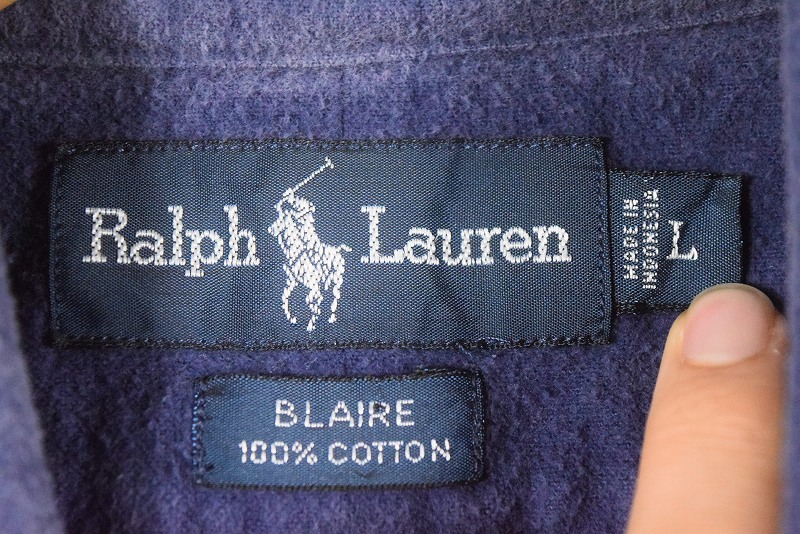 Ralph Lauren
MADE IN
INDONESIA
L
BLAIRE
100% COTTON